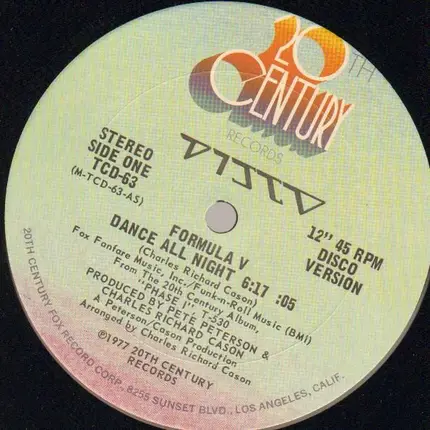 20TH
CENTURY
RECORDS
DISCO
STEREO
SIDE ONE
TCD-63
(M-TCD-63-AS)
12" 45 RPM
DISCO
VERSION
FORMULA V
DANCE ALL NIGHT 6:17 :05
(Charles Richard Cason)
Fox Fanfare Music, Inc./Funk-n-Roll Music (BMI)
From The 20th Century Album,
"PHASE I" T-530
PRODUCED BY PETE PETERSON &
CHARLES RICHARD CASON
A Peterson/Cason Production
Arranged by Charles Richard Cason
©1977 20TH CENTURY
RECORDS
20TH CENTURY FOX RECORD CORP., 8255 SUNSET BLVD., LOS ANGELES, CALIF.